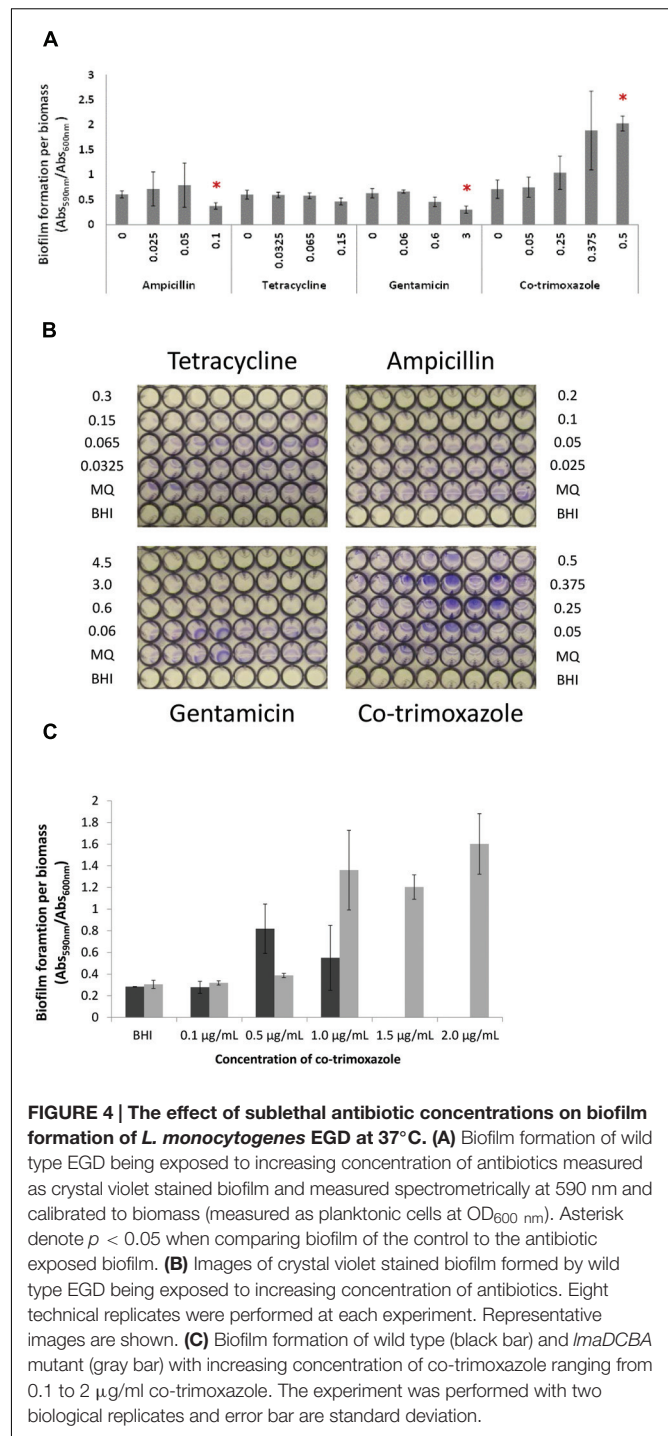 A
Biofilm formation per biomass
(Abs590nm/Abs600nm)
3
2.5
2
1.5
1
0.5
0
* * *
0 0.025 0.05 0.1 0 0.0325 0.065 0.15 0 0.06 0.6 3 0 0.05 0.25 0.375 0.5
Ampicillin Tetracycline Gentamicin Co-trimoxazole
B
Tetracycline Ampicillin
0.3 0.2
0.15 0.1
0.065 0.05
0.0325 0.025
MQ MQ
BHI BHI
4.5 0.5
3.0 0.375
0.6 0.25
0.06 0.05
MQ MQ
BHI BHI
Gentamicin Co-trimoxazole
C
Biofilm foramtion per biomass
(Abs590nm/Abs600nm)
2
1.8
1.6
1.4
1.2
1
0.8
0.6
0.4
0.2
0
BHI 0.1 µg/mL 0.5 µg/mL 1.0 µg/mL 1.5 µg/mL 2.0 µg/mL
Concentration of co-trimoxazole
FIGURE 4 | The effect of sublethal antibiotic concentrations on biofilm
formation of L. monocytogenes EGD at 37°C. (A) Biofilm formation of wild
type EGD being exposed to increasing concentration of antibiotics measured
as crystal violet stained biofilm and measured spectrometrically at 590 nm and
calibrated to biomass (measured as planktonic cells at OD600 nm). Asterisk
denote p < 0.05 when comparing biofilm of the control to the antibiotic
exposed biofilm. (B) Images of crystal violet stained biofilm formed by wild
type EGD being exposed to increasing concentration of antibiotics. Eight
technical replicates were performed at each experiment. Representative
images are shown. (C) Biofilm formation of wild type (black bar) and lmaDCBA
mutant (gray bar) with increasing concentration of co-trimoxazole ranging from
0.1 to 2 µg/ml co-trimoxazole. The experiment was performed with two
biological replicates and error bar are standard deviation.